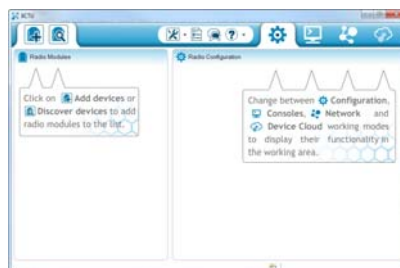 XCTU
Radio Modules
Radio Configuration
Click on Add devices or
Discover devices to add
radio modules to the list.
Change between Configuration,
Consoles, Network and
Device Cloud working modes
to display their functionality in
the working area.